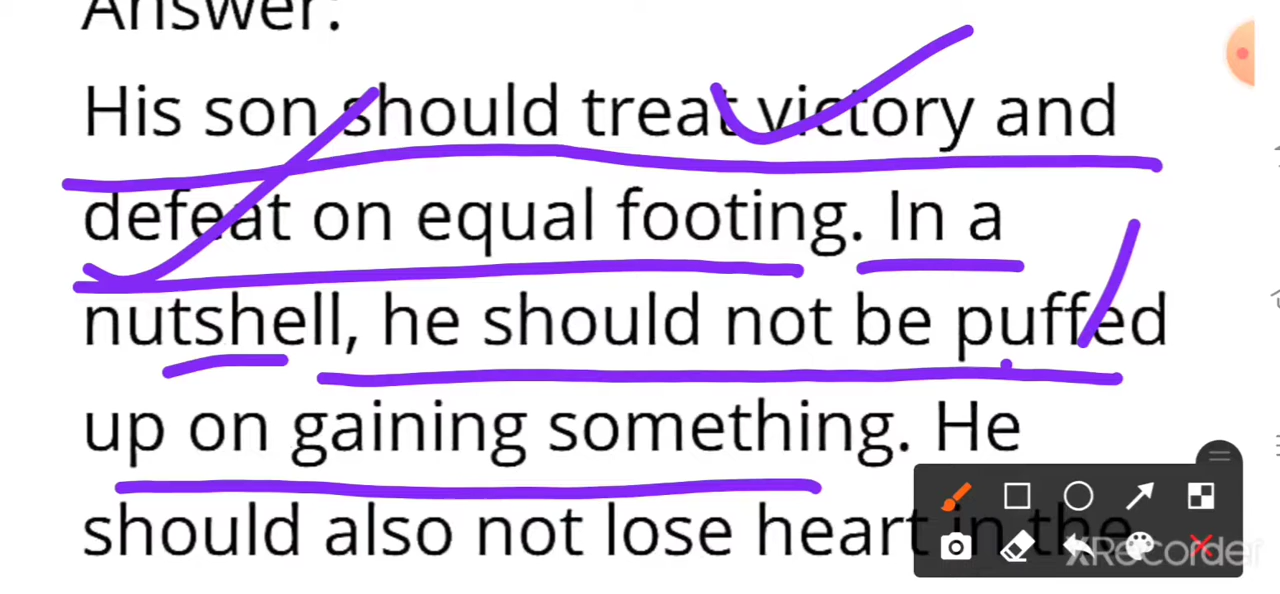 Answer:
His son should treat victory and
defeat on equal footing. In a
nutshell, he should not be puffed
up on gaining something. He
should also not lose heart in the
XRecorder